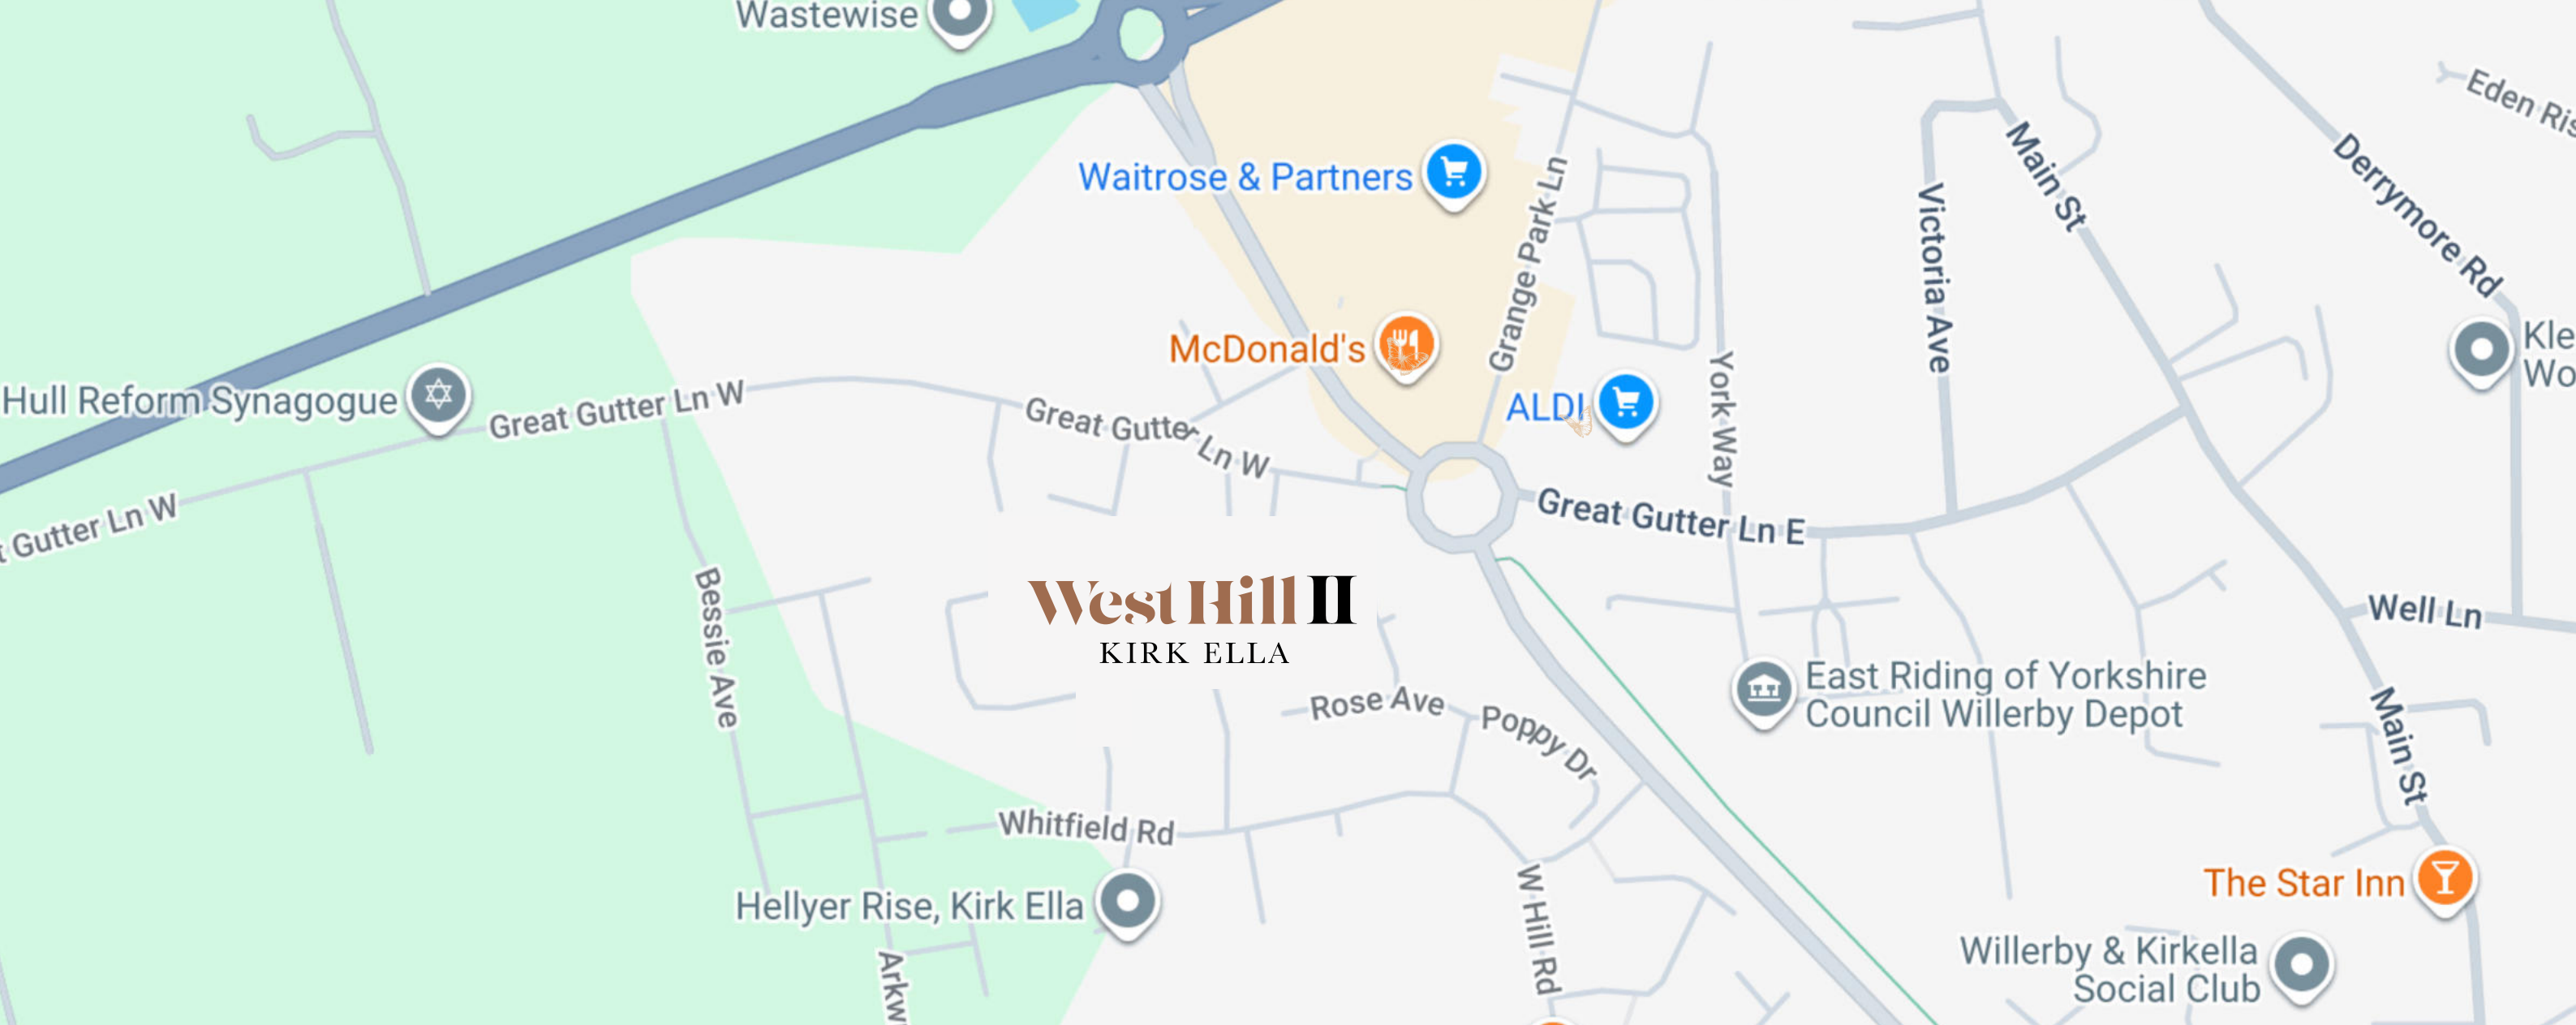 Wastewise
Eden Ris
Waitrose & Partners
Main St
Derrymore Rd
Grange Park Ln
Victoria Ave
McDonald's
Kle
Wo
Hull Reform Synagogue
Great Gutter Ln W
Great Gutter Ln W
ALDI
York Way
t Gutter Ln W
Great Gutter Ln E
Bessie Ave
West Hill II
KIRK ELLA
Well Ln
East Riding of Yorkshire
Council Willerby Depot
Rose Ave
Poppy Dr
Main St
Whitfield Rd
Hellyer Rise, Kirk Ella
W Hill Rd
The Star Inn
Arkw
Willerby & Kirkella
Social Club